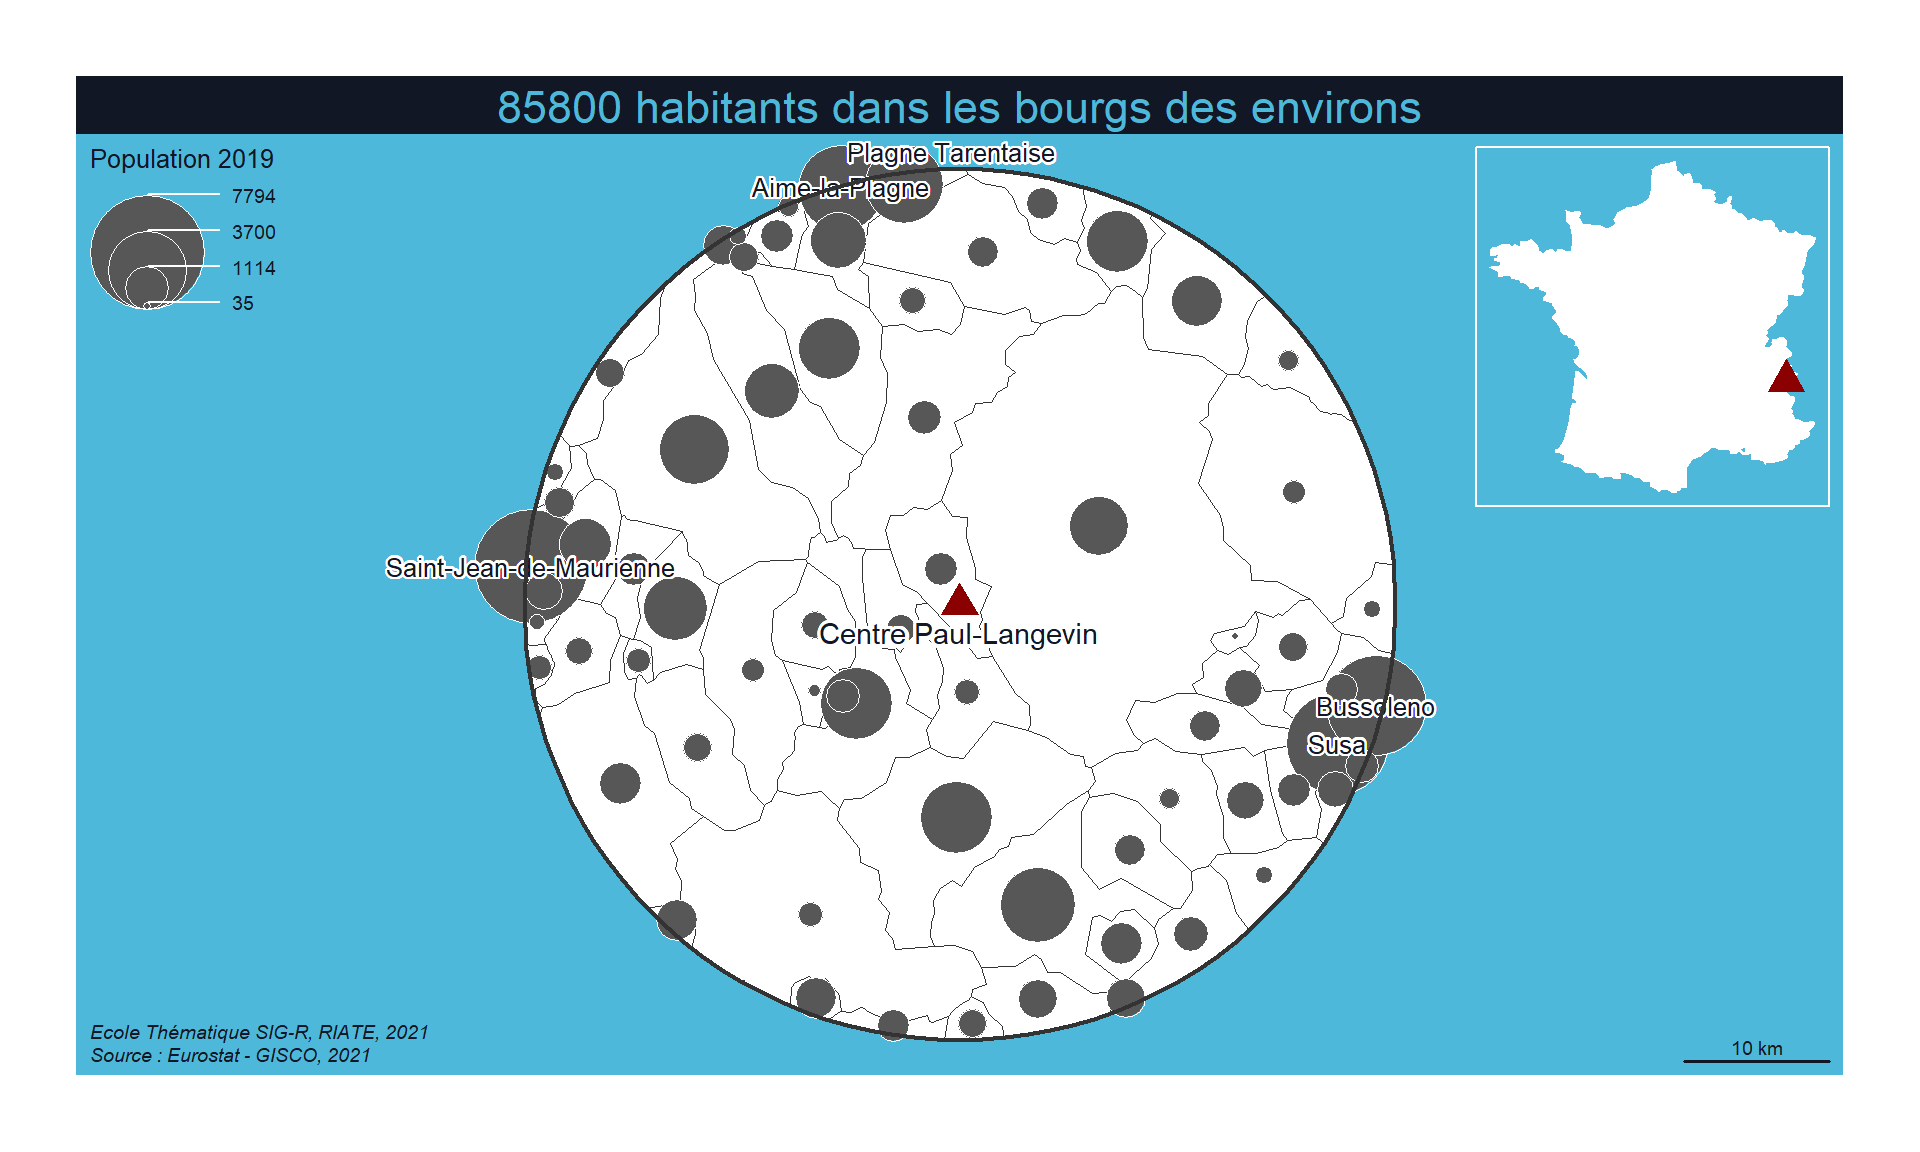 85800 habitants dans les bourgs des environs
Population 2019
7794
3700
1114
35
Plagne Tarentaise
Aime-la-Plagne
Saint-Jean-de-Maurienne
Centre Paul-Langevin
Bussoleno
Susa
Ecole Thématique SIG-R, RIATE, 2021
Source : Eurostat - GISCO, 2021
10 km